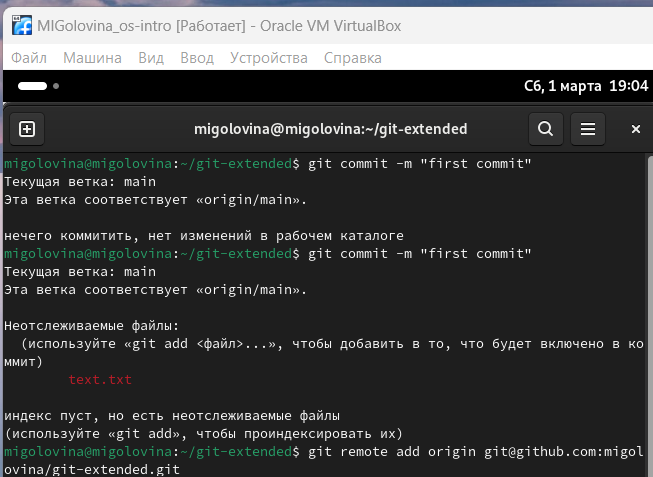 MIGolovina_os-intro [Работает] - Oracle VM VirtualBox
Файл Машина Вид Ввод Устройства Справка
Сб, 1 марта 19:04
migolovina@migolovina:~/git-extended
migolovina@migolovina:~/git-extended$ git commit -m "first commit"
Текущая ветка: main
Эта ветка соответствует «origin/main».
нечего коммитить, нет изменений в рабочем каталоге
migolovina@migolovina:~/git-extended$ git commit -m "first commit"
Текущая ветка: main
Эта ветка соответствует «origin/main».
Неотслеживаемые файлы:
(используйте «git add <файл>...», чтобы добавить в то, что будет включено в ко
ммит)
text.txt
индекс пуст, но есть неотслеживаемые файлы
(используйте «git add», чтобы проиндексировать их)
migolovina@migolovina:~/git-extended$ git remote add origin git@github.com:migol
ovina/git-extended.git